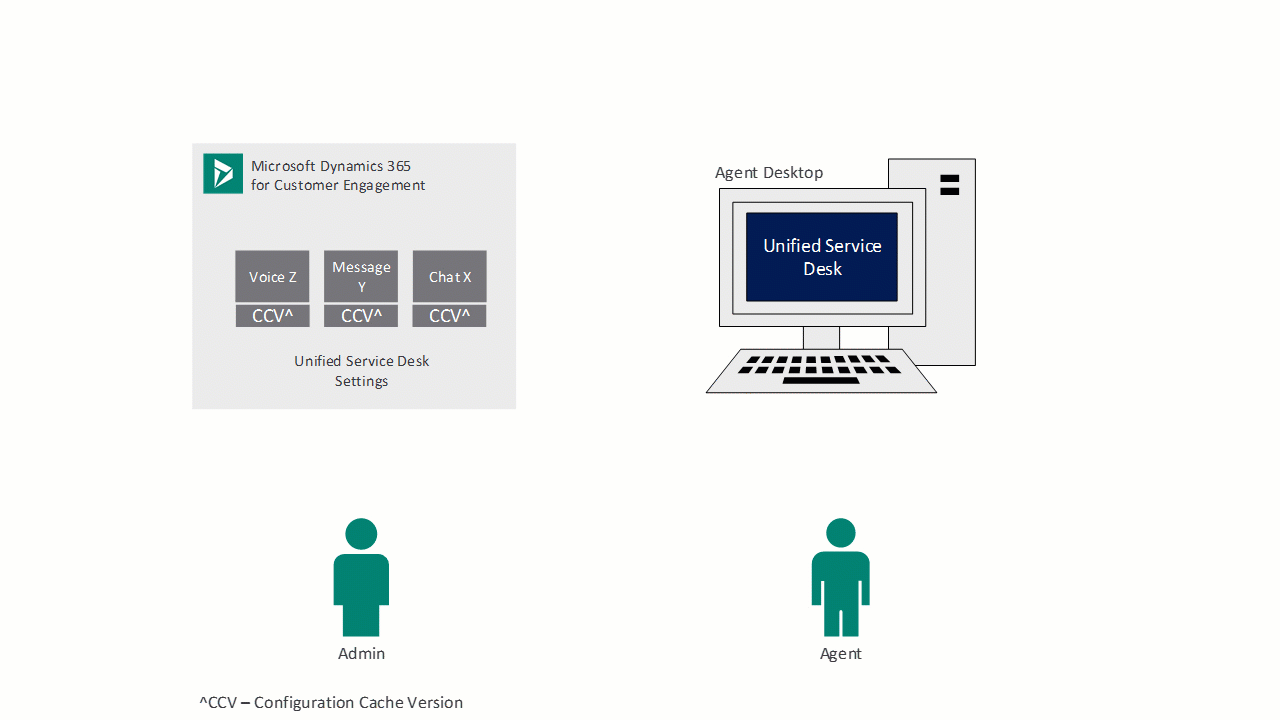 Microsoft Dynamics 365
for Customer Engagement
Voice Z
Message
Y
Chat X
CCV^
CCV^
CCV^
Unified Service Desk
Settings
Agent Desktop
Unified Service
Desk
Admin
Agent
^CCV – Configuration Cache Version